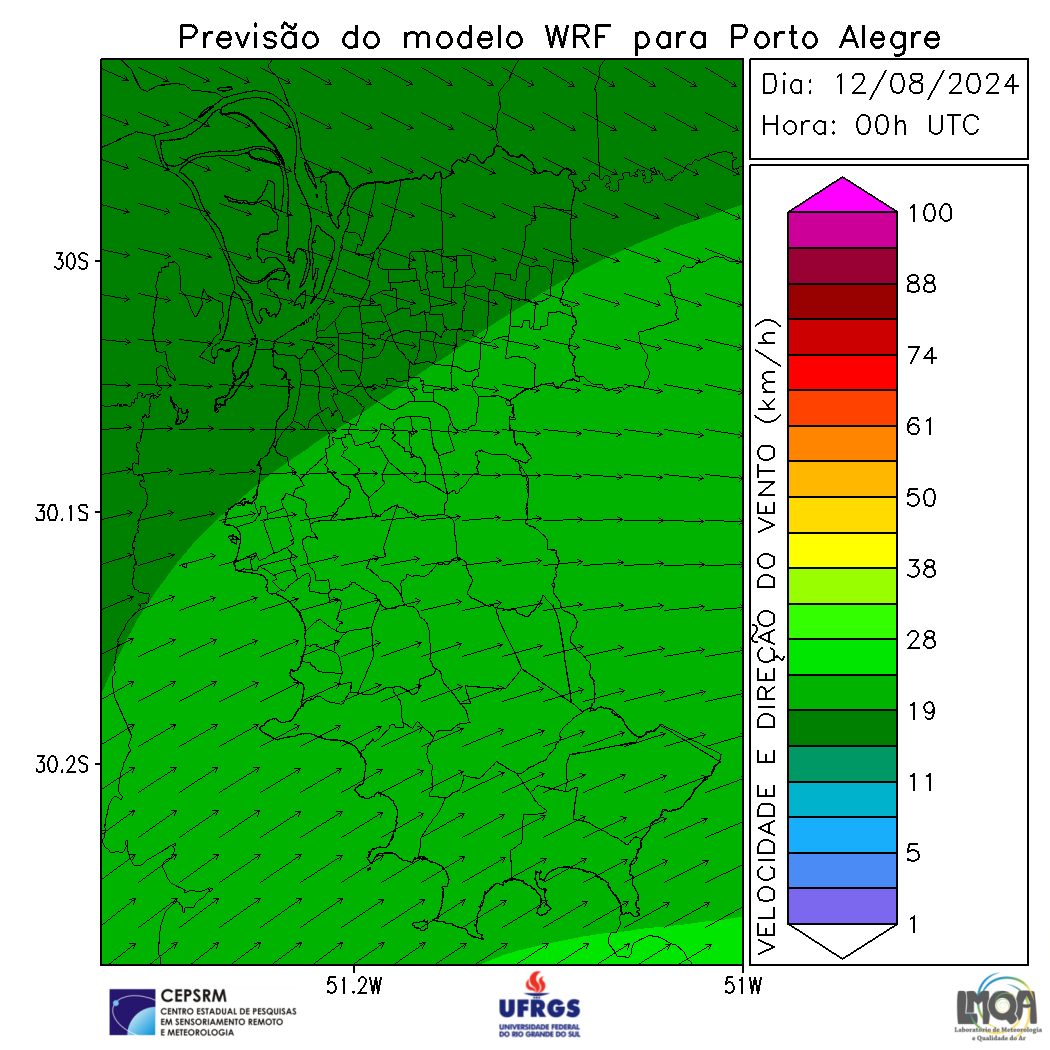 Previsão do modelo WRF para Porto Alegre
Dia: 12/08/2024
Hora: 00h UTC
30S
30.1S
30.2S
51.2W
51W
VELOCIDADE E DIREÇÃO DO VENTO (km/h)
100
88
74
61
50
38
28
19
11
5
1
CEPSRM
CENTRO ESTADUAL DE PESQUISAS
EM SENSORIAMENTO REMOTO
E METEOROLOGIA
UFRGS
UNIVERSIDADE FEDERAL
DO RIO GRANDE DO SUL
LMQA
Laboratório de Meteorologia
e Qualidade do Ar